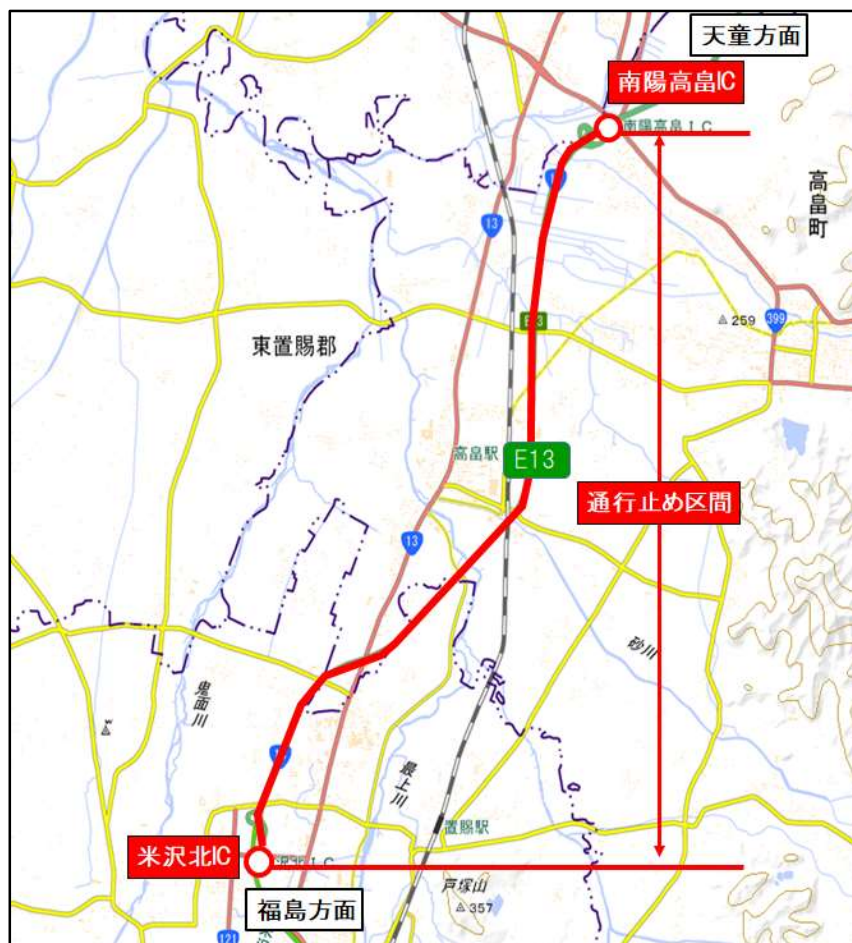 天童方面
南陽高畠IC
南陽高畠IC
高畠町
13
259
399
東置賜郡
高畠駅
E13
通行止め区間
13
砂川
鬼面川
最上川
置賜駅
米沢北IC
戸塚山
357
福島方面
121